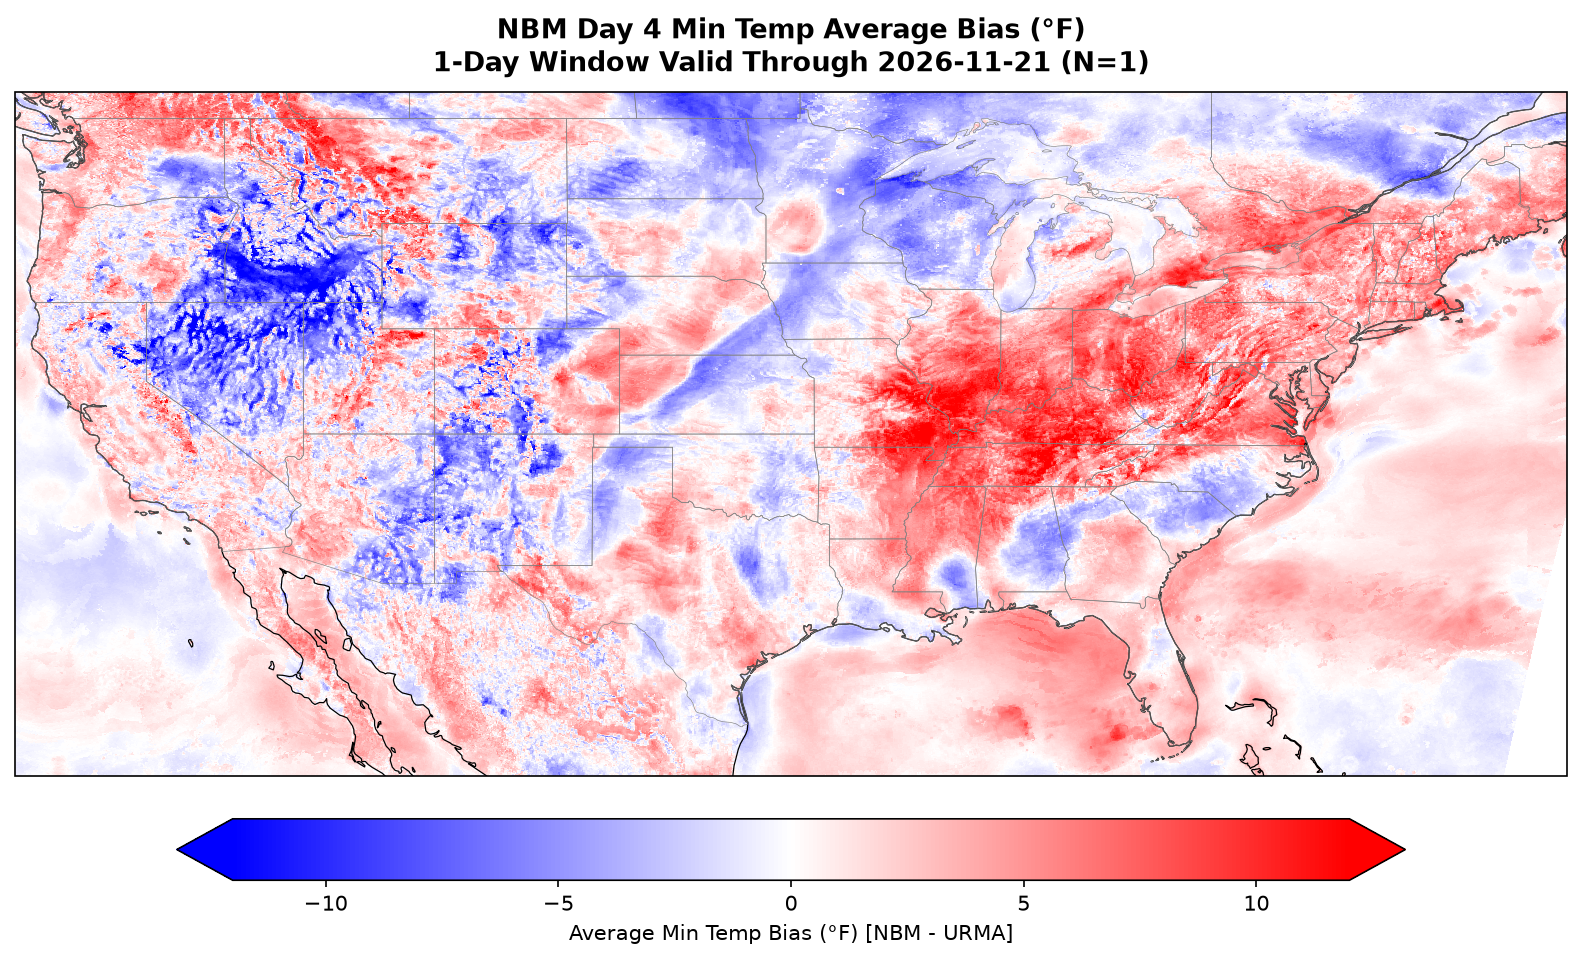 NBM Day 4 Min Temp Average Bias (°F)
1-Day Window Valid Through 2026-11-21 (N=1)
−10 −5 0 5 10
Average Min Temp Bias (°F) [NBM - URMA]